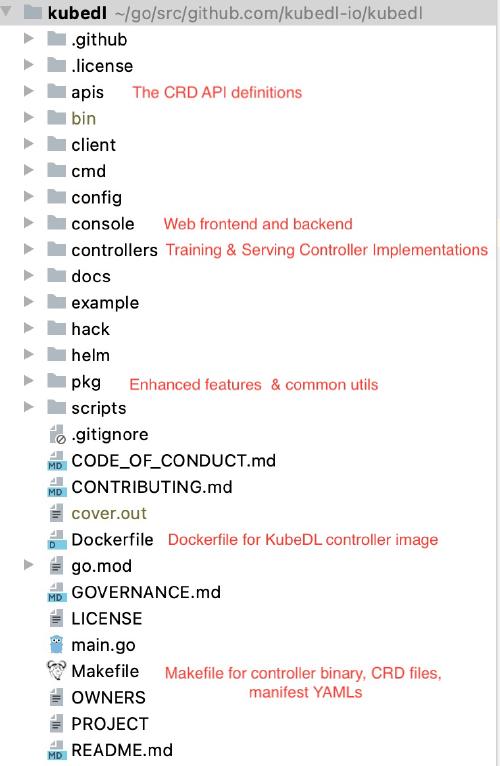 kubedl ~/go/src/github.com/kubedl-io/kubedl
.github
.license
apis The CRD API definitions
bin
client
cmd
config
console Web frontend and backend
controllers Training & Serving Controller Implementations
docs
example
hack
helm
pkg Enhanced features & common utils
scripts
.gitignore
MD CODE_OF_CONDUCT.md
MD CONTRIBUTING.md
cover.out
D Dockerfile Dockerfile for KubeDL controller image
go.mod
MD GOVERNANCE.md
LICENSE
main.go
Makefile Makefile for controller binary, CRD files,
manifest YAMLs
OWNERS
PROJECT
MD README.md